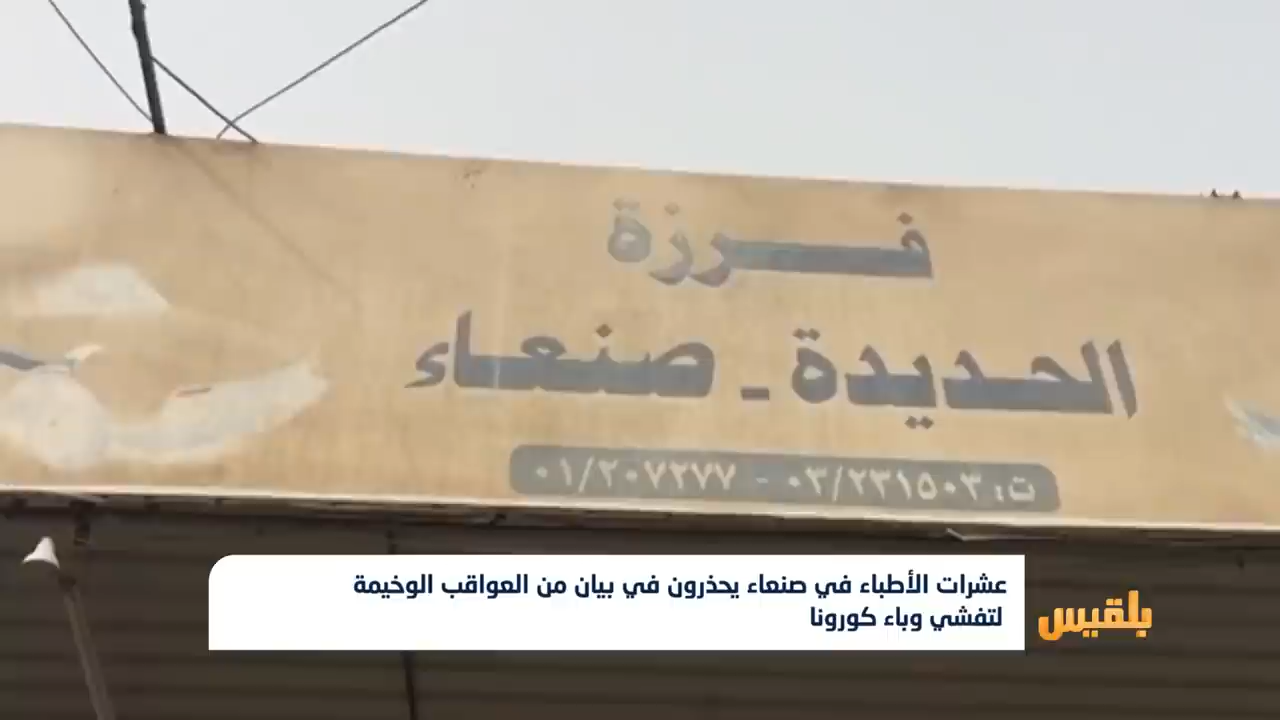 فرزة
الحديدة - صنعاء
ت: ٠٣/٢٣١٥٠٣ - ٠١/٢٠٧٢٧٧
عشرات الأطباء في صنعاء يحذرون في بيان من العواقب الوخيمة
لتفشي وباء كورونا
بلقيس